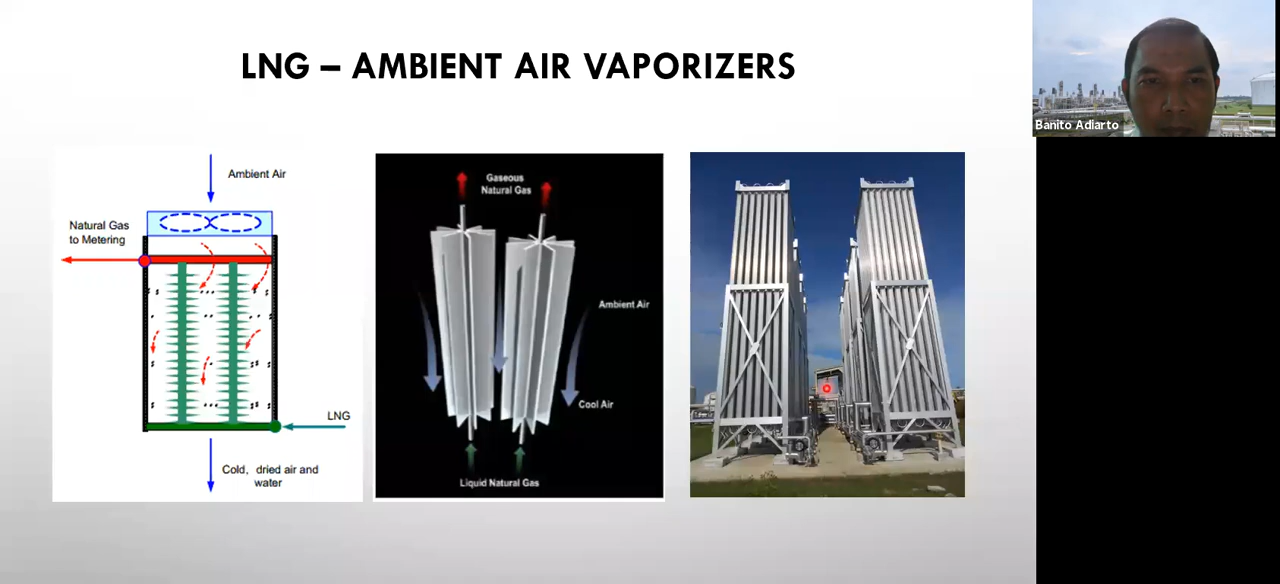 LNG – AMBIENT AIR VAPORIZERS
Banito Adiarto
Ambient Air
Natural Gas
to Metering
LNG
Cold, dried air and
water
Gaseous
Natural Gas
Ambient Air
Cool Air
Liquid Natural Gas